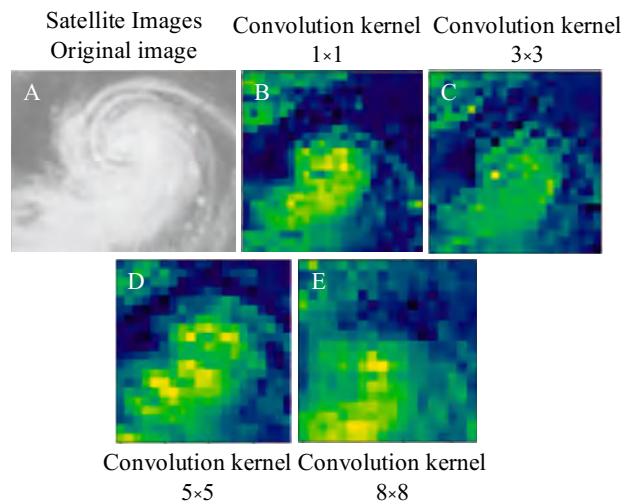 Satellite Images
Original image
Convolution kernel
1×1
Convolution kernel
3×3
A
B
C
D
E
Convolution kernel
5×5
Convolution kernel
8×8